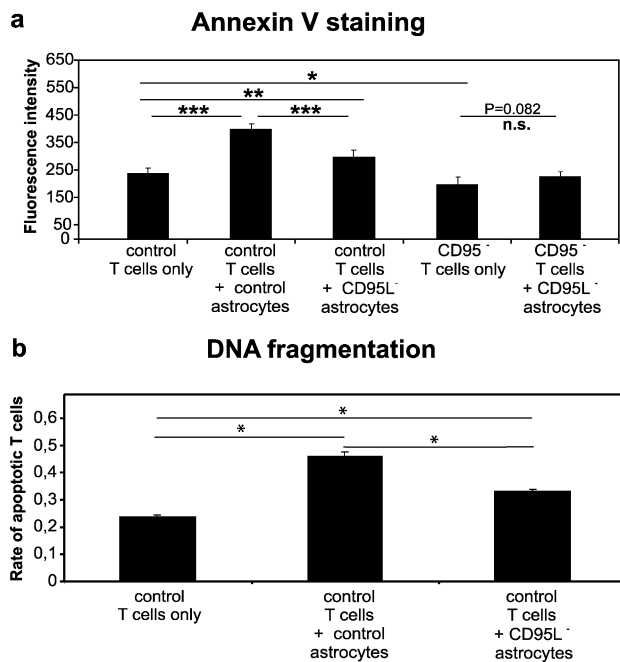 a
Annexin V staining
Fluorescence intensity
650
550
450
350
250
150
50
0
*
**
***
***
P=0.082
n.s.
control
T cells only
control
T cells
+ control
astrocytes
control
T cells
+ CD95L-
astrocytes
CD95 -
T cells only
CD95 -
T cells
+ CD95L -
astrocytes
b
DNA fragmentation
Rate of apoptotic T cells
0,6
0,5
0,4
0,3
0,2
0,1
0
*
*
*
control
T cells only
control
T cells
+ control
astrocytes
control
T cells
+ CD95L -
astrocytes